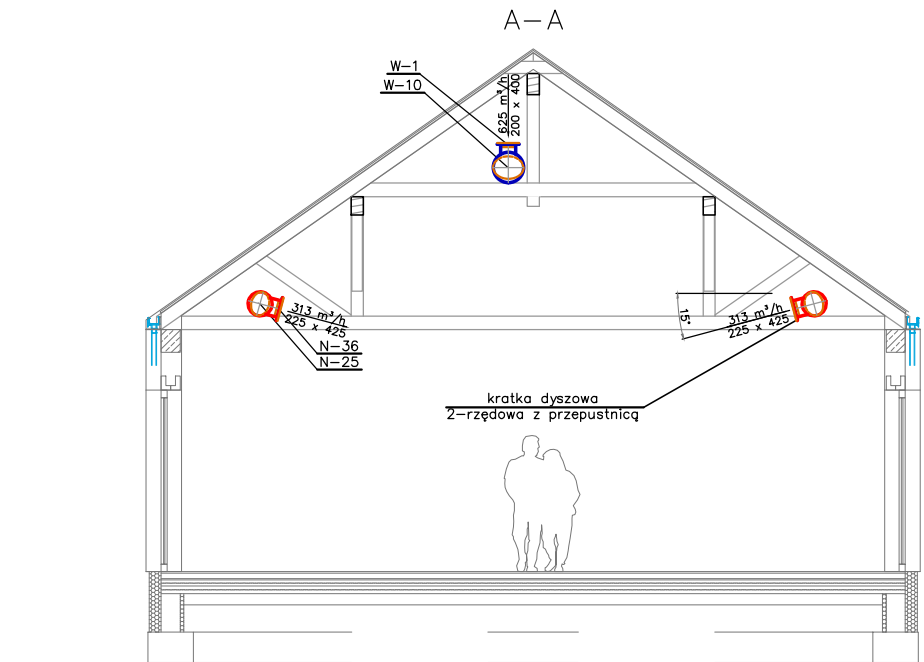 A-A
W-1
W-10
625 m³/h
200 x 400
313 m³/h
225 x 425
N-36
N-25
15°
313 m³/h
225 x 425
kratka dyszowa
2-rzędowa z przepustnicą